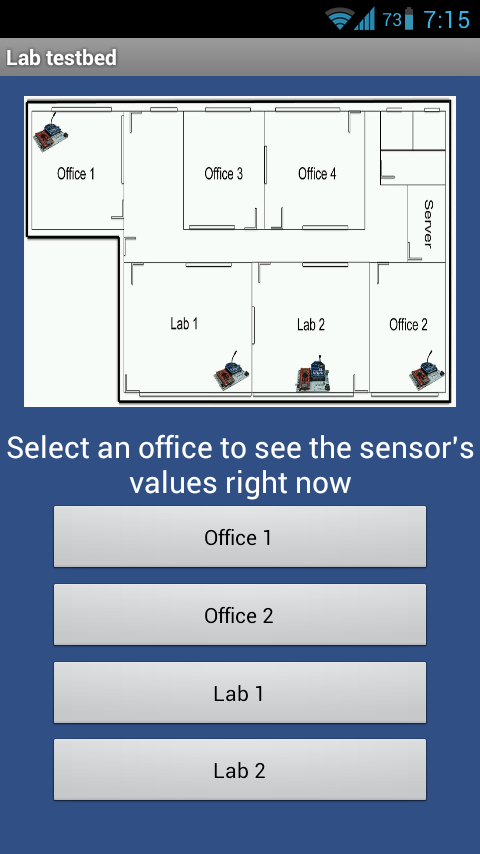 73 7:15
Lab testbed
Office 1
Office 3
Office 4
Server
Lab 1
Lab 2
Office 2
Select an office to see the sensor's
values right now
Office 1
Office 2
Lab 1
Lab 2